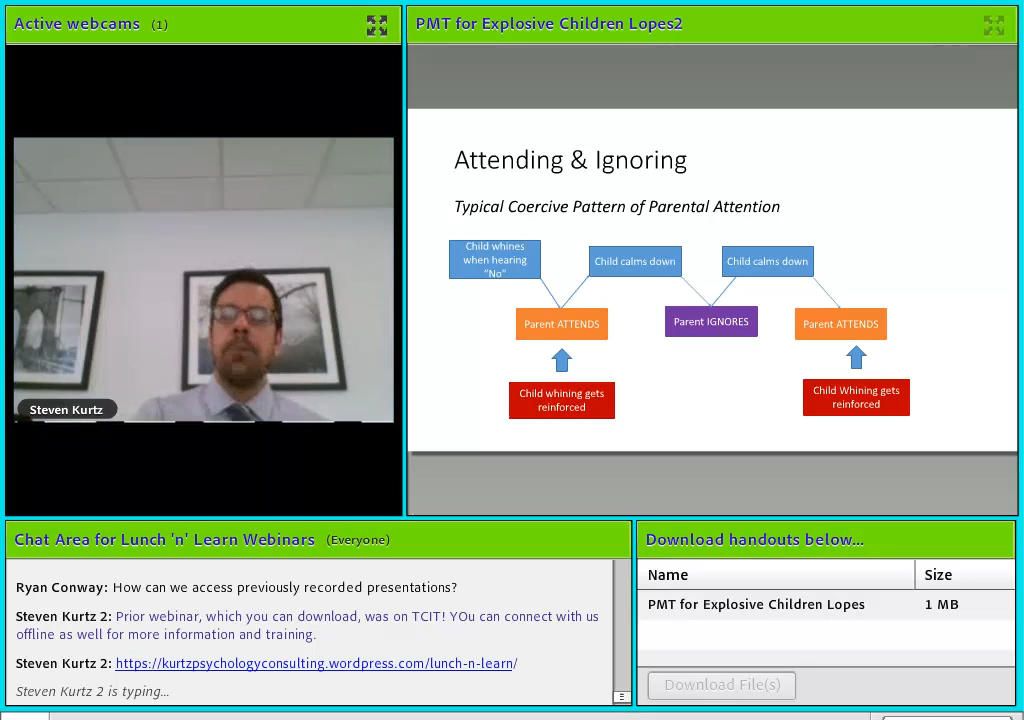 Active webcams (1)
PMT for Explosive Children Lopes2
Attending & Ignoring
Typical Coercive Pattern of Parental Attention
Child whines
when hearing
“No”
Child calms down
Child calms down
Parent ATTENDS
Parent IGNORES
Parent ATTENDS
Child whining gets
reinforced
Child Whining gets
reinforced
Steven Kurtz
Chat Area for Lunch 'n' Learn Webinars (Everyone)
Ryan Conway: How can we access previously recorded presentations?
Steven Kurtz 2: Prior webinar, which you can download, was on TCIT! YOu can connect with us
offline as well for more information and training.
Steven Kurtz 2: https://kurtzpsychologyconsulting.wordpress.com/lunch-n-learn/
Steven Kurtz 2 is typing...
Download handouts below...
Name Size
PMT for Explosive Children Lopes 1 MB
Download File(s)